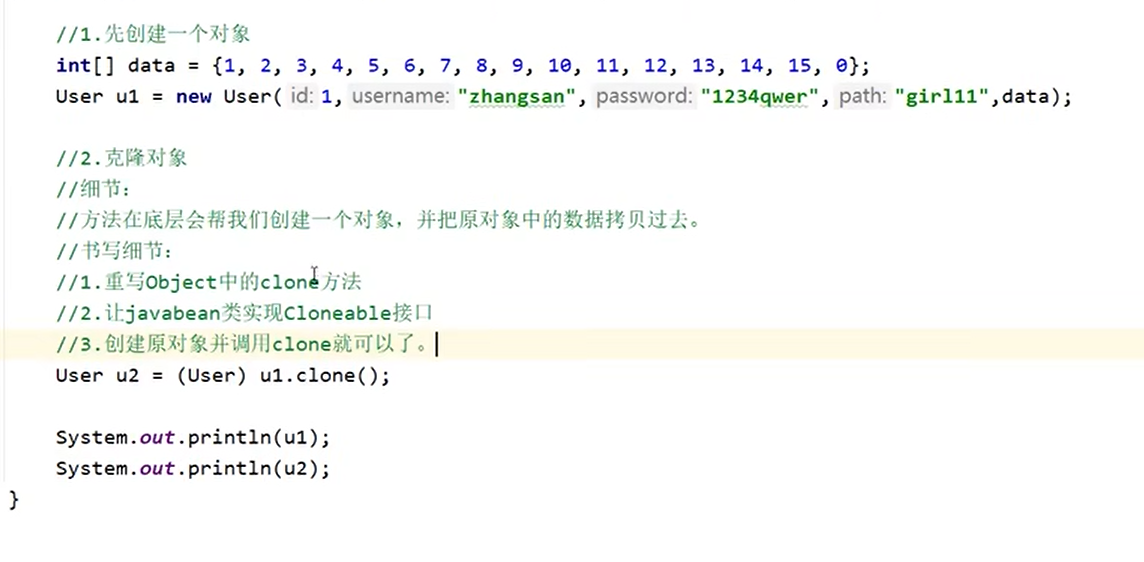 //1.先创建一个对象
int[] data = {1, 2, 3, 4, 5, 6, 7, 8, 9, 10, 11, 12, 13, 14, 15, 0};
User u1 = new User( id: 1, username: "zhangsan", password: "1234qwer", path: "girl11",data);
//2.克隆对象
//细节：
//方法在底层会帮我们创建一个对象，并把原对象中的数据拷贝过去。
//书写细节：
//1.重写Object中的clone方法
//2.让javabean类实现Cloneable接口
//3.创建原对象并调用clone就可以了。
User u2 = (User) u1.clone();
System.out.println(u1);
System.out.println(u2);
}